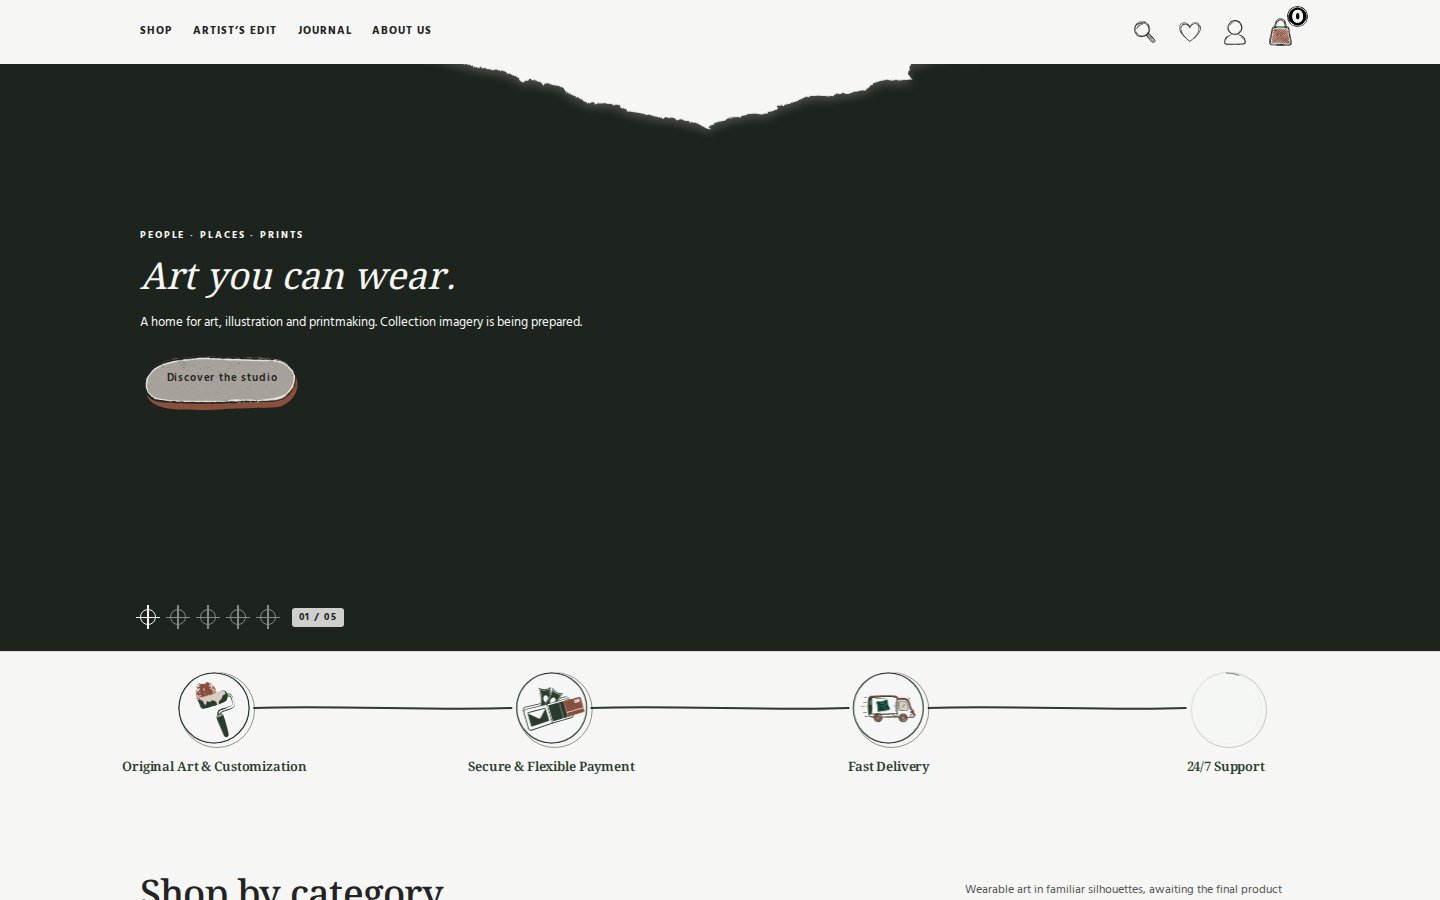 SHOP
ARTIST’S EDIT
JOURNAL
ABOUT US
0
PEOPLE · PLACES · PRINTS
Art you can wear.
A home for art, illustration and printmaking. Collection imagery is being prepared.
Discover the studio
01 / 05
Original Art & Customization
Secure & Flexible Payment
Fast Delivery
24/7 Support
Shop by category
Wearable art in familiar silhouettes, awaiting the final product